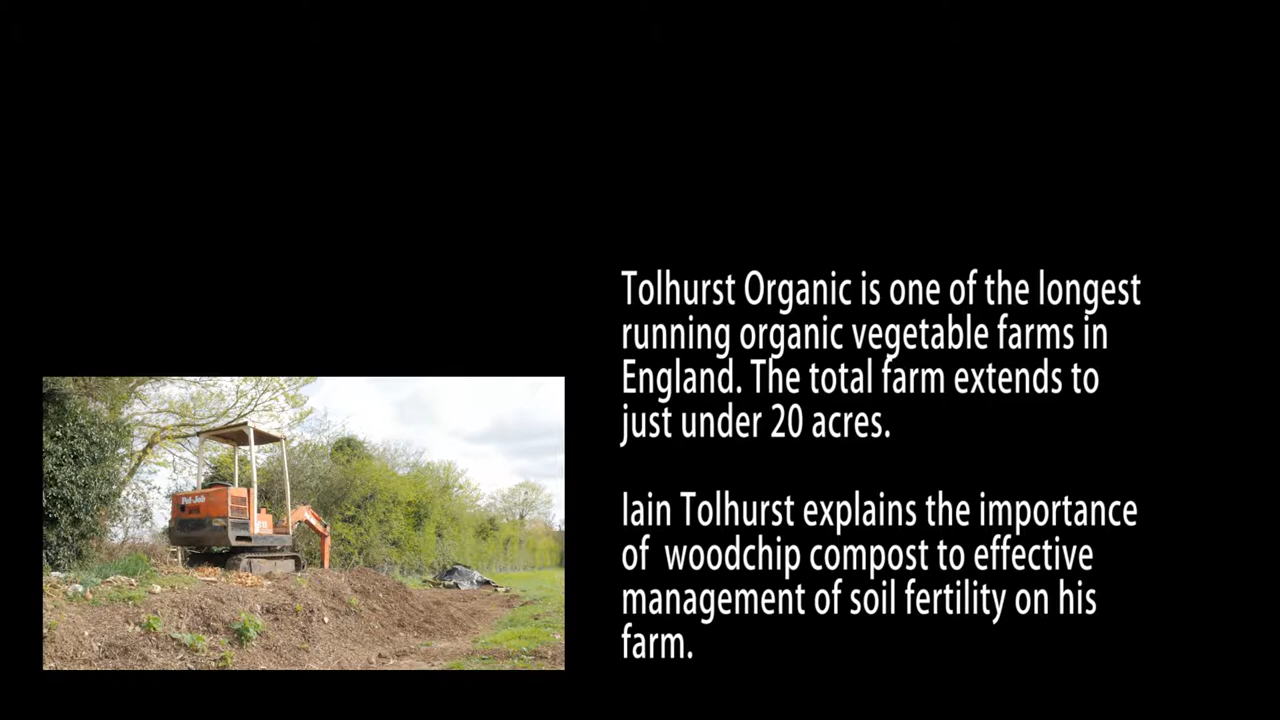 Tolhurst Organic is one of the longest
running organic vegetable farms in
England. The total farm extends to
just under 20 acres.
Iain Tolhurst explains the importance
of  woodchip compost to effective
management of soil fertility on his
farm.
Pel-Job